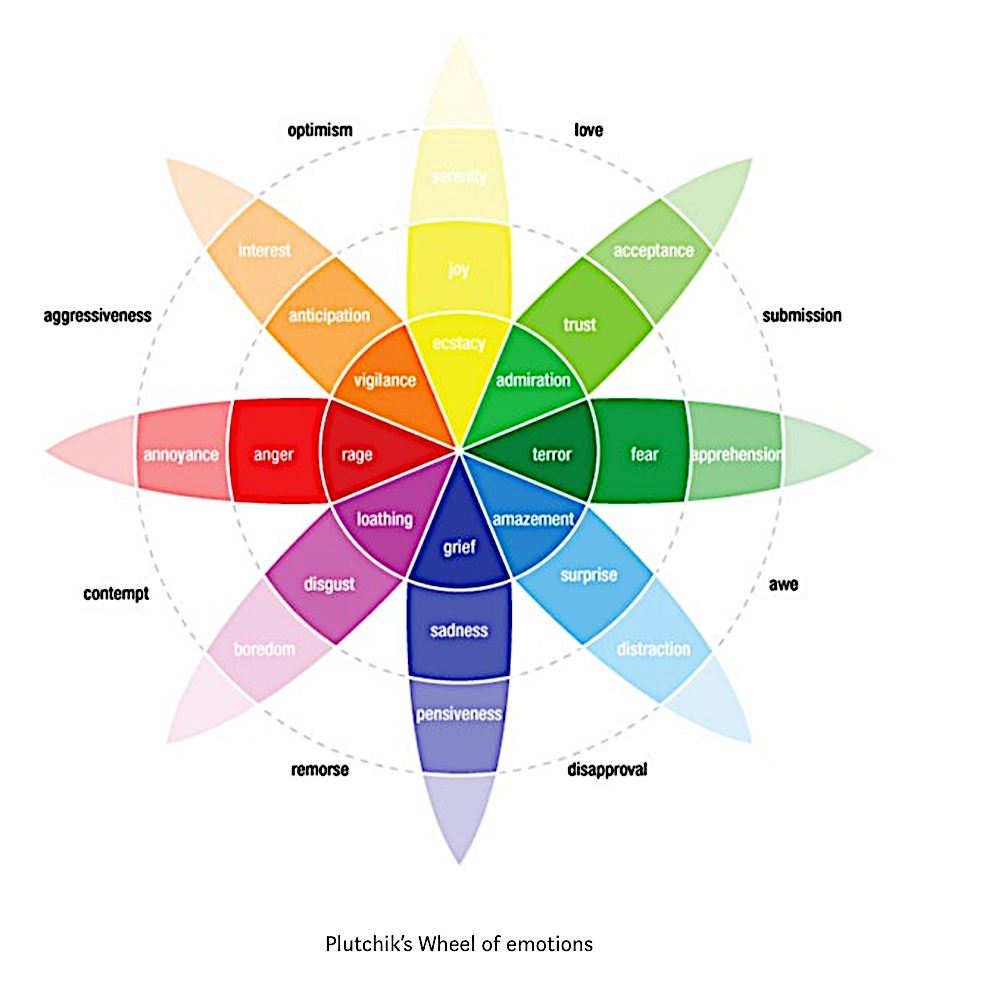 optimism
love
serenity
interest
acceptance
joy
aggressiveness
anticipation
trust
submission
ecstacy
vigilance
admiration
annoyance
anger
rage
terror
fear
apprehension
loathing
amazement
grief
contempt
disgust
surprise
awe
sadness
boredom
distraction
pensiveness
remorse
disapproval
Plutchik's Wheel of emotions